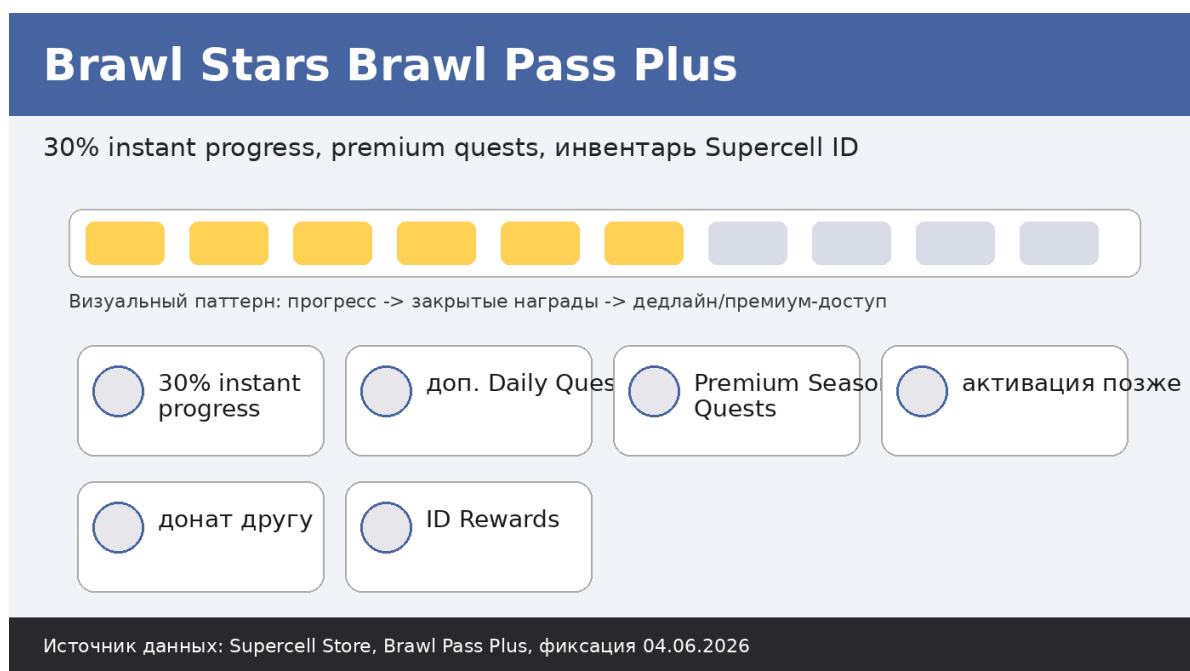 Brawl Stars Brawl Pass Plus
30% instant progress, premium quests, инвентарь Supercell ID
Визуальный паттерн: прогресс -> закрытые награды -> дедлайн/премиум-доступ
30% instant
progress
доп. Daily Ques
Premium Seaso
Quests
активация позже
донат другу
ID Rewards
Источник данных: Supercell Store, Brawl Pass Plus, фиксация 04.06.2026